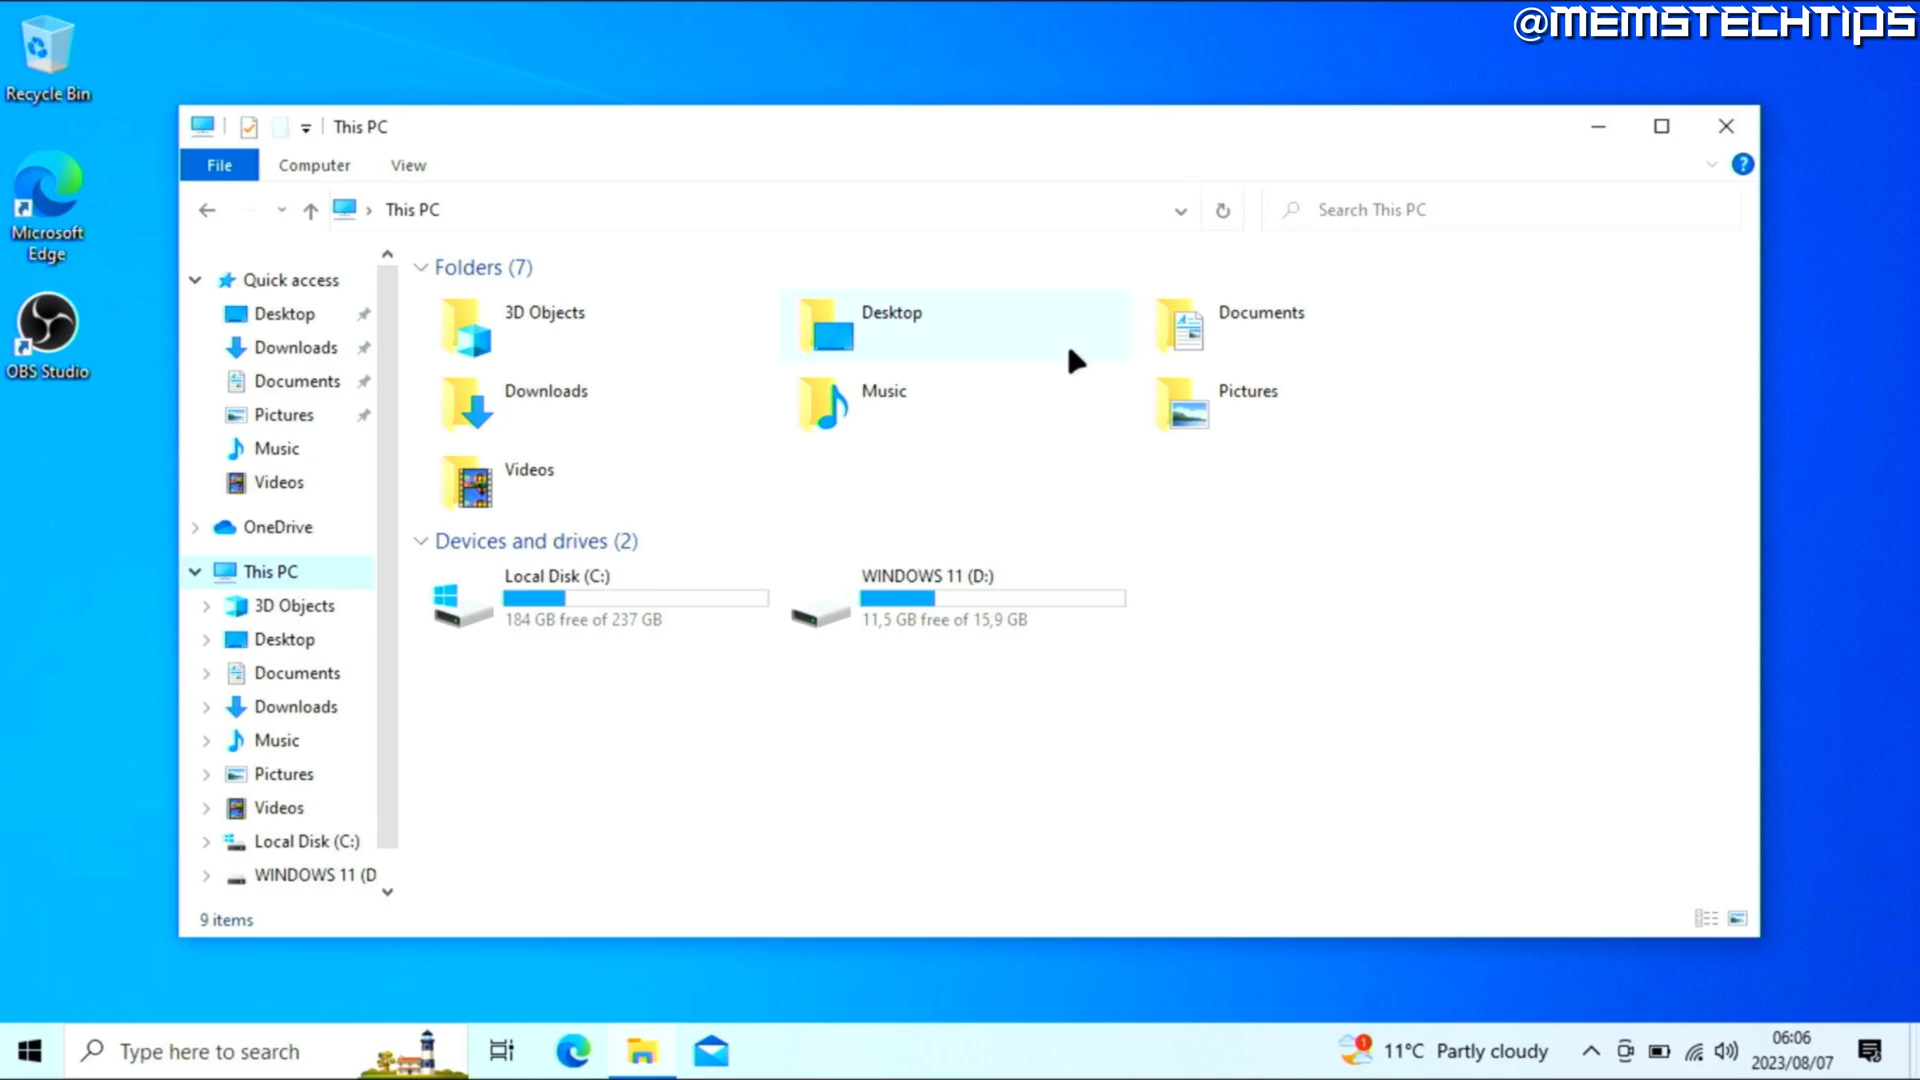 @MEMSTECHTIPS
Recycle Bin
Microsoft
Edge
OBS Studio
This PC
File
Computer
View
This PC
Search This PC
Quick access
Desktop
Downloads
Documents
Pictures
Music
Videos
OneDrive
This PC
3D Objects
Desktop
Documents
Downloads
Music
Pictures
Videos
Local Disk (C:)
WINDOWS 11 (D
Folders (7)
3D Objects
Desktop
Documents
Downloads
Music
Pictures
Videos
Devices and drives (2)
Local Disk (C:)
184 GB free of 237 GB
WINDOWS 11 (D:)
11,5 GB free of 15,9 GB
9 items
Type here to search
1
11°C Partly cloudy
06:06
2023/08/07